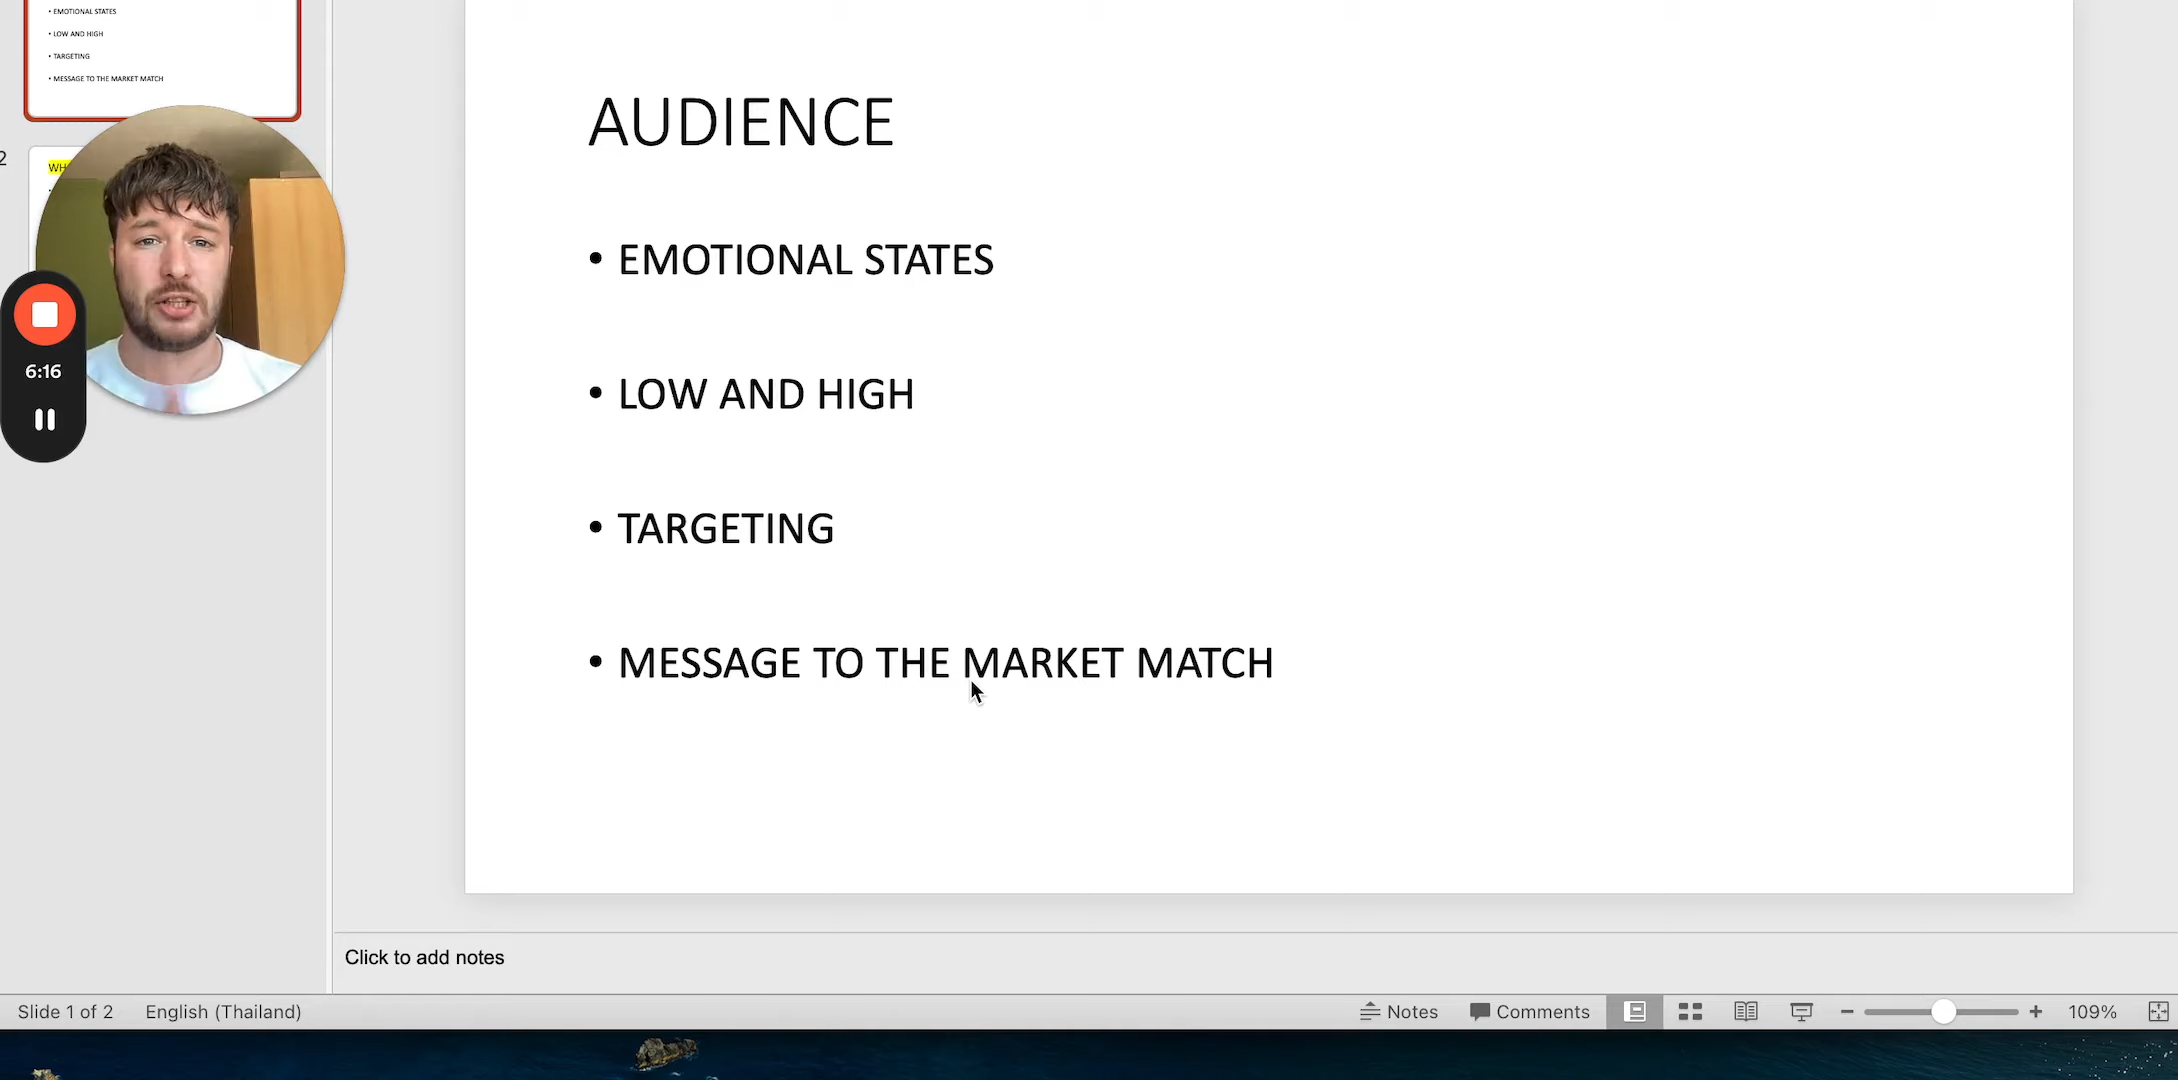 • EMOTIONAL STATES
• LOW AND HIGH
• TARGETING
• MESSAGE TO THE MARKET MATCH
2
6:16
AUDIENCE
• EMOTIONAL STATES
• LOW AND HIGH
• TARGETING
• MESSAGE TO THE MARKET MATCH
Click to add notes
Slide 1 of 2
English (Thailand)
Notes
Comments
109%